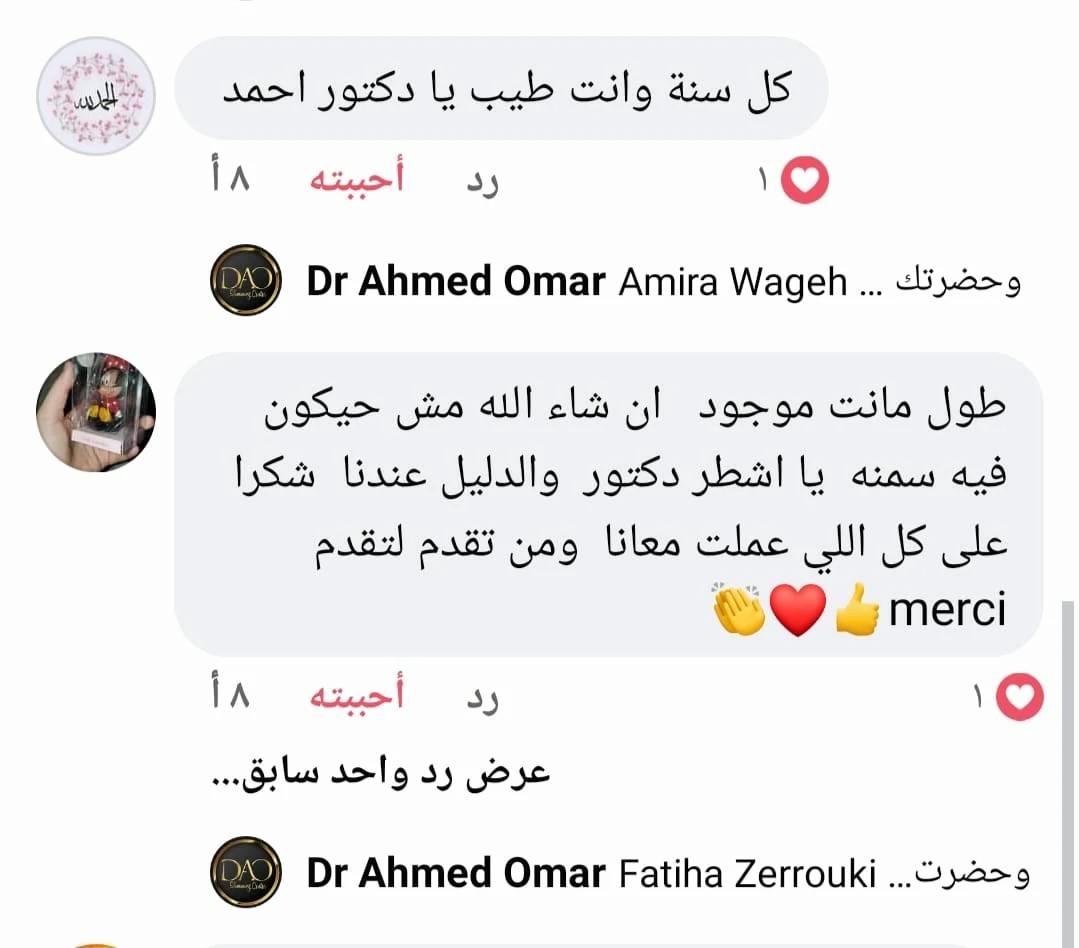 كل سنة وانت طيب يا دكتور احمد
٨ أ أحببته رد ١
Dr Ahmed Omar Amira Wageh وحضرتك ...
طول مانت موجود ان شاء الله مش حيكون
فيه سمنه يا اشطر دكتور والدليل عندنا شكرا
على كل اللي عملت معانا ومن تقدم لتقدم
merci👍❤️👏
٨ أ أحببته رد ١
عرض رد واحد سابق...
Dr Ahmed Omar Fatiha Zerrouki وحضرت...